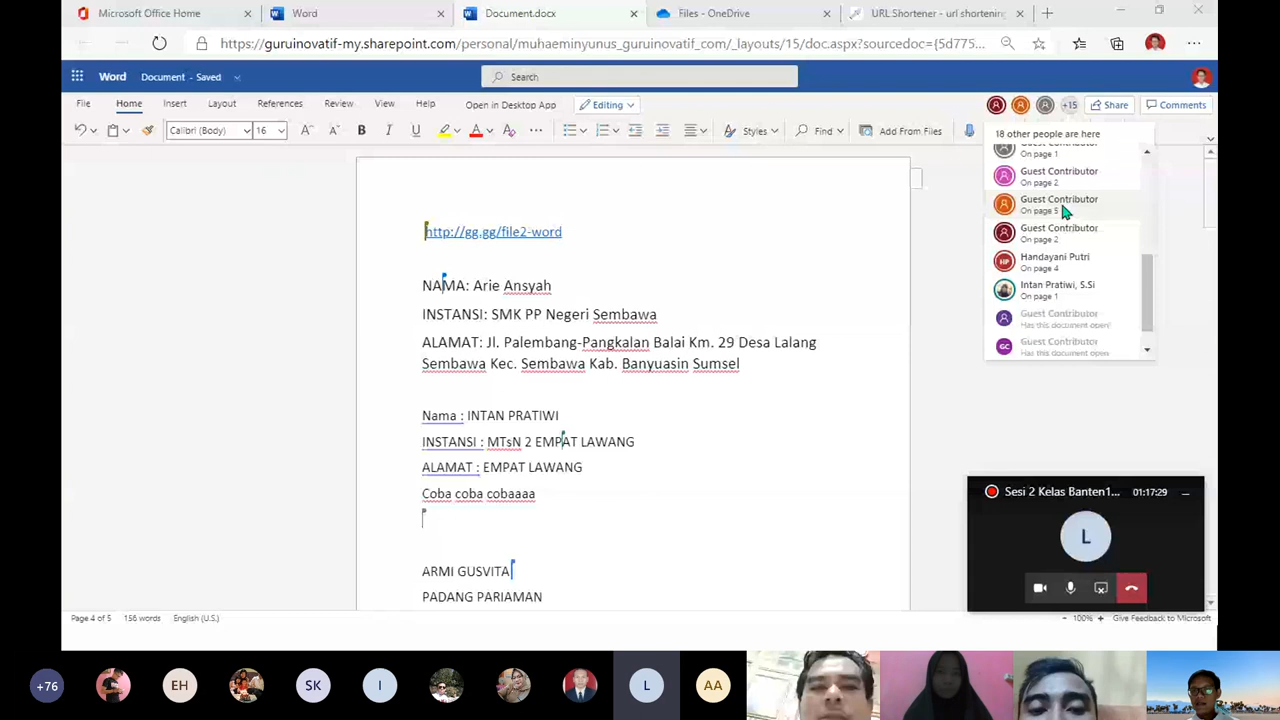 Microsoft Office Home
Word
Document.docx
Files - OneDrive
URL Shortener - url shortening
https://guruinovatif-my.sharepoint.com/personal/muhaeminyunus_guruinovatif_com/_layouts/15/doc.aspx?sourcedoc={5d775...
Word
Document - Saved
Search
File
Home
Insert
Layout
References
Review
View
Help
Open in Desktop App
Editing
+15
Share
Comments
Calibri (Body)
16
B
I
U
A
Styles
Find
Add From Files
18 other people are here
Guest Contributor
On page 1
Guest Contributor
On page 2
Guest Contributor
On page 5
Guest Contributor
On page 2
HP
Handayani Putri
On page 4
Intan Pratiwi, S.Si
On page 1
Guest Contributor
Has this document open
GC
Guest Contributor
Has this document open
http://gg.gg/file2-word
NAMA: Arie Ansyah
INSTANSI: SMK PP Negeri Sembawa
ALAMAT: Jl. Palembang-Pangkalan Balai Km. 29 Desa Lalang
Sembawa Kec. Sembawa Kab. Banyuasin Sumsel
Nama : INTAN PRATIWI
INSTANSI : MTsN 2 EMPAT LAWANG
ALAMAT : EMPAT LAWANG
Coba coba cobaaaa
ARMI GUSVITA
PADANG PARIAMAN
Sesi 2 Kelas Banten1...
01:17:29
L
Page 4 of 5
156 words
English (U.S.)
100%
Give Feedback to Microsoft
+76
EH
SK
I
L
AA